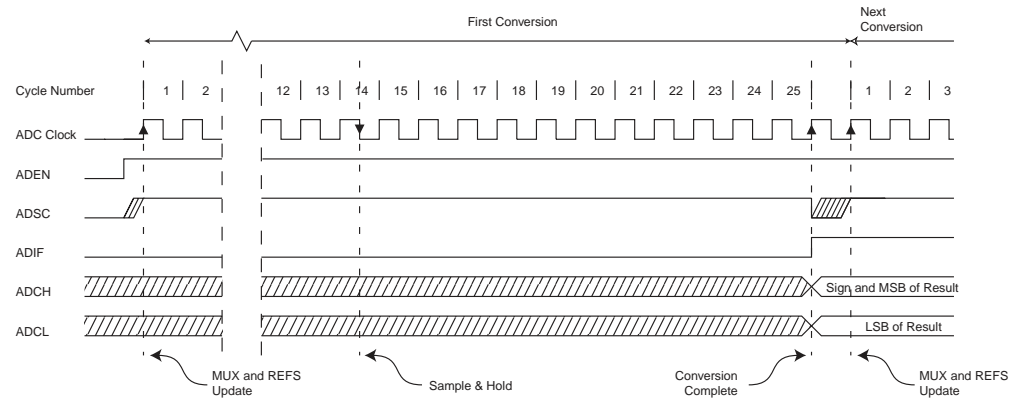 First Conversion
Next
Conversion
Cycle Number 1 2 12 13 14 15 16 17 18 19 20 21 22 23 24 25 1 2 3
ADC Clock
ADEN
ADSC
ADIF
ADCH Sign and MSB of Result
ADCL LSB of Result
MUX and REFS
Update
Sample & Hold
Conversion
Complete
MUX and REFS
Update